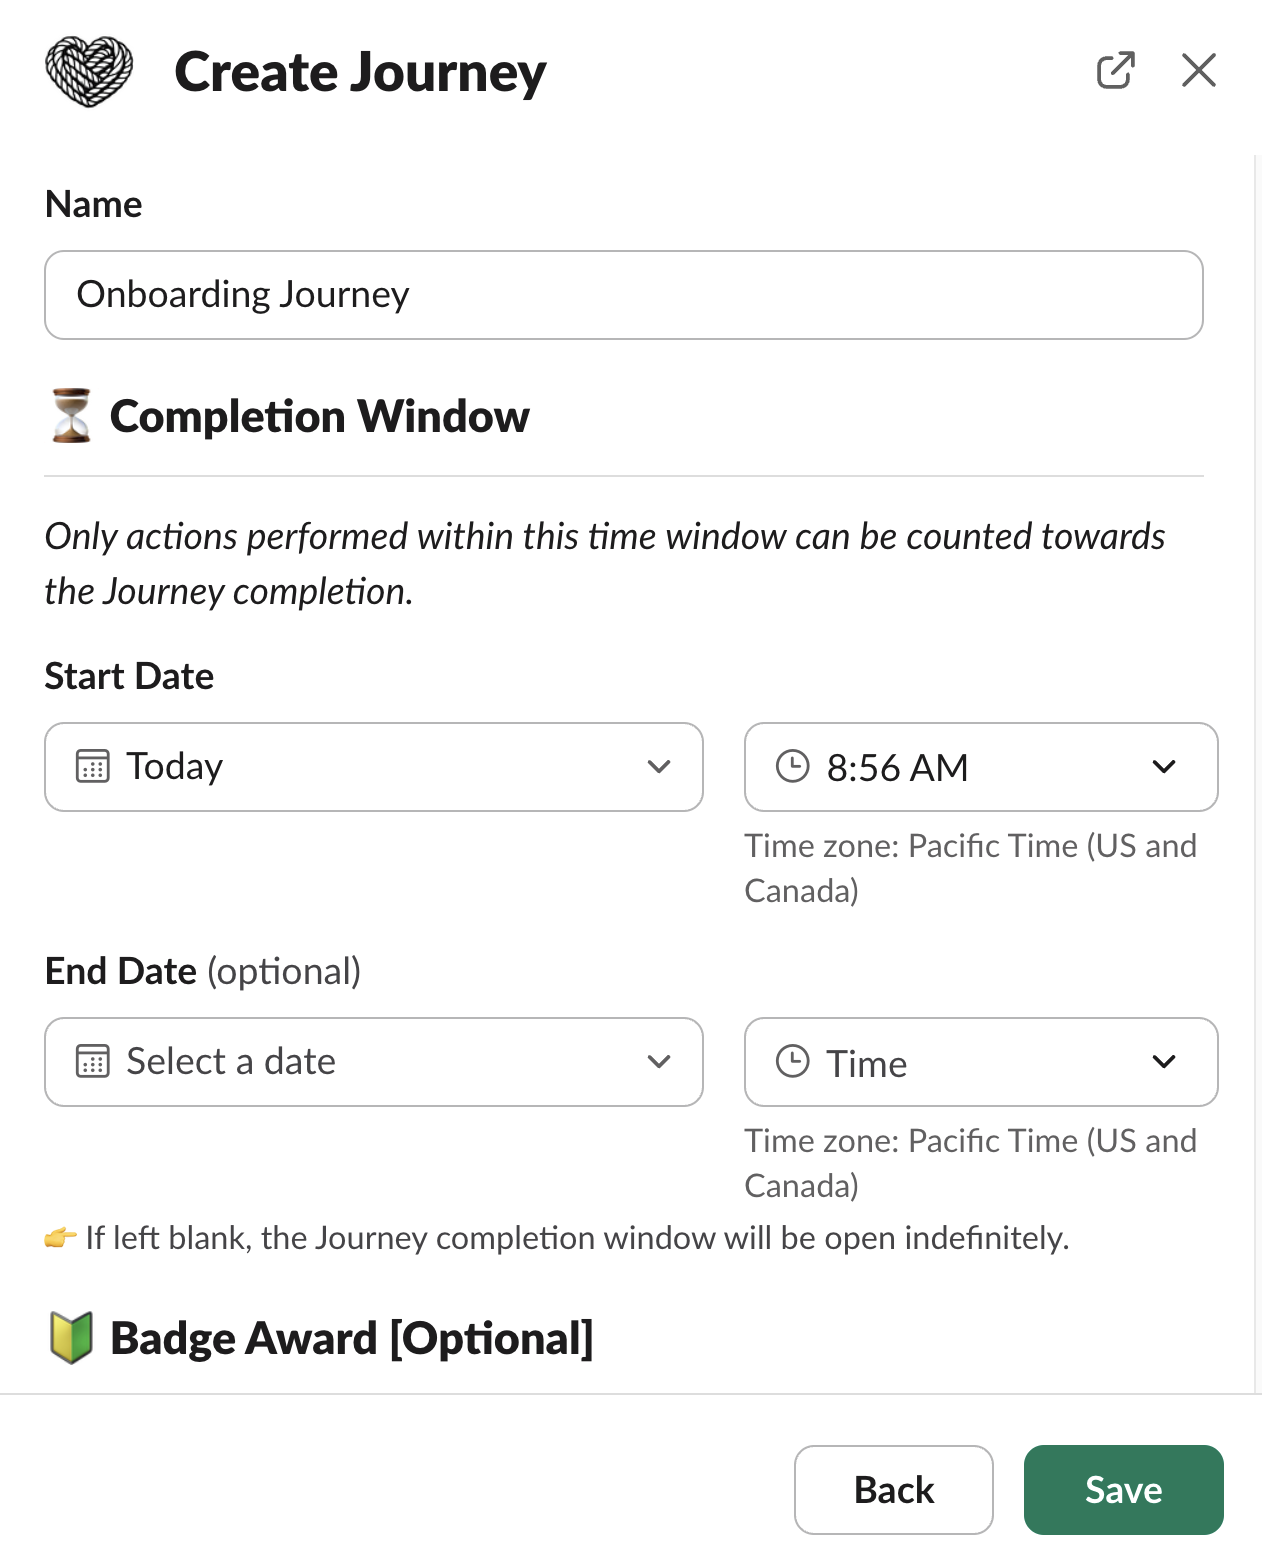 Create Journey
Name
Onboarding Journey
Completion Window
Only actions performed within this time window can be counted towards
the Journey completion.
Start Date
Today
8:56 AM
Time zone: Pacific Time (US and
Canada)
End Date (optional)
Select a date
Time
Time zone: Pacific Time (US and
Canada)
If left blank, the Journey completion window will be open indefinitely.
Badge Award [Optional]
Back
Save